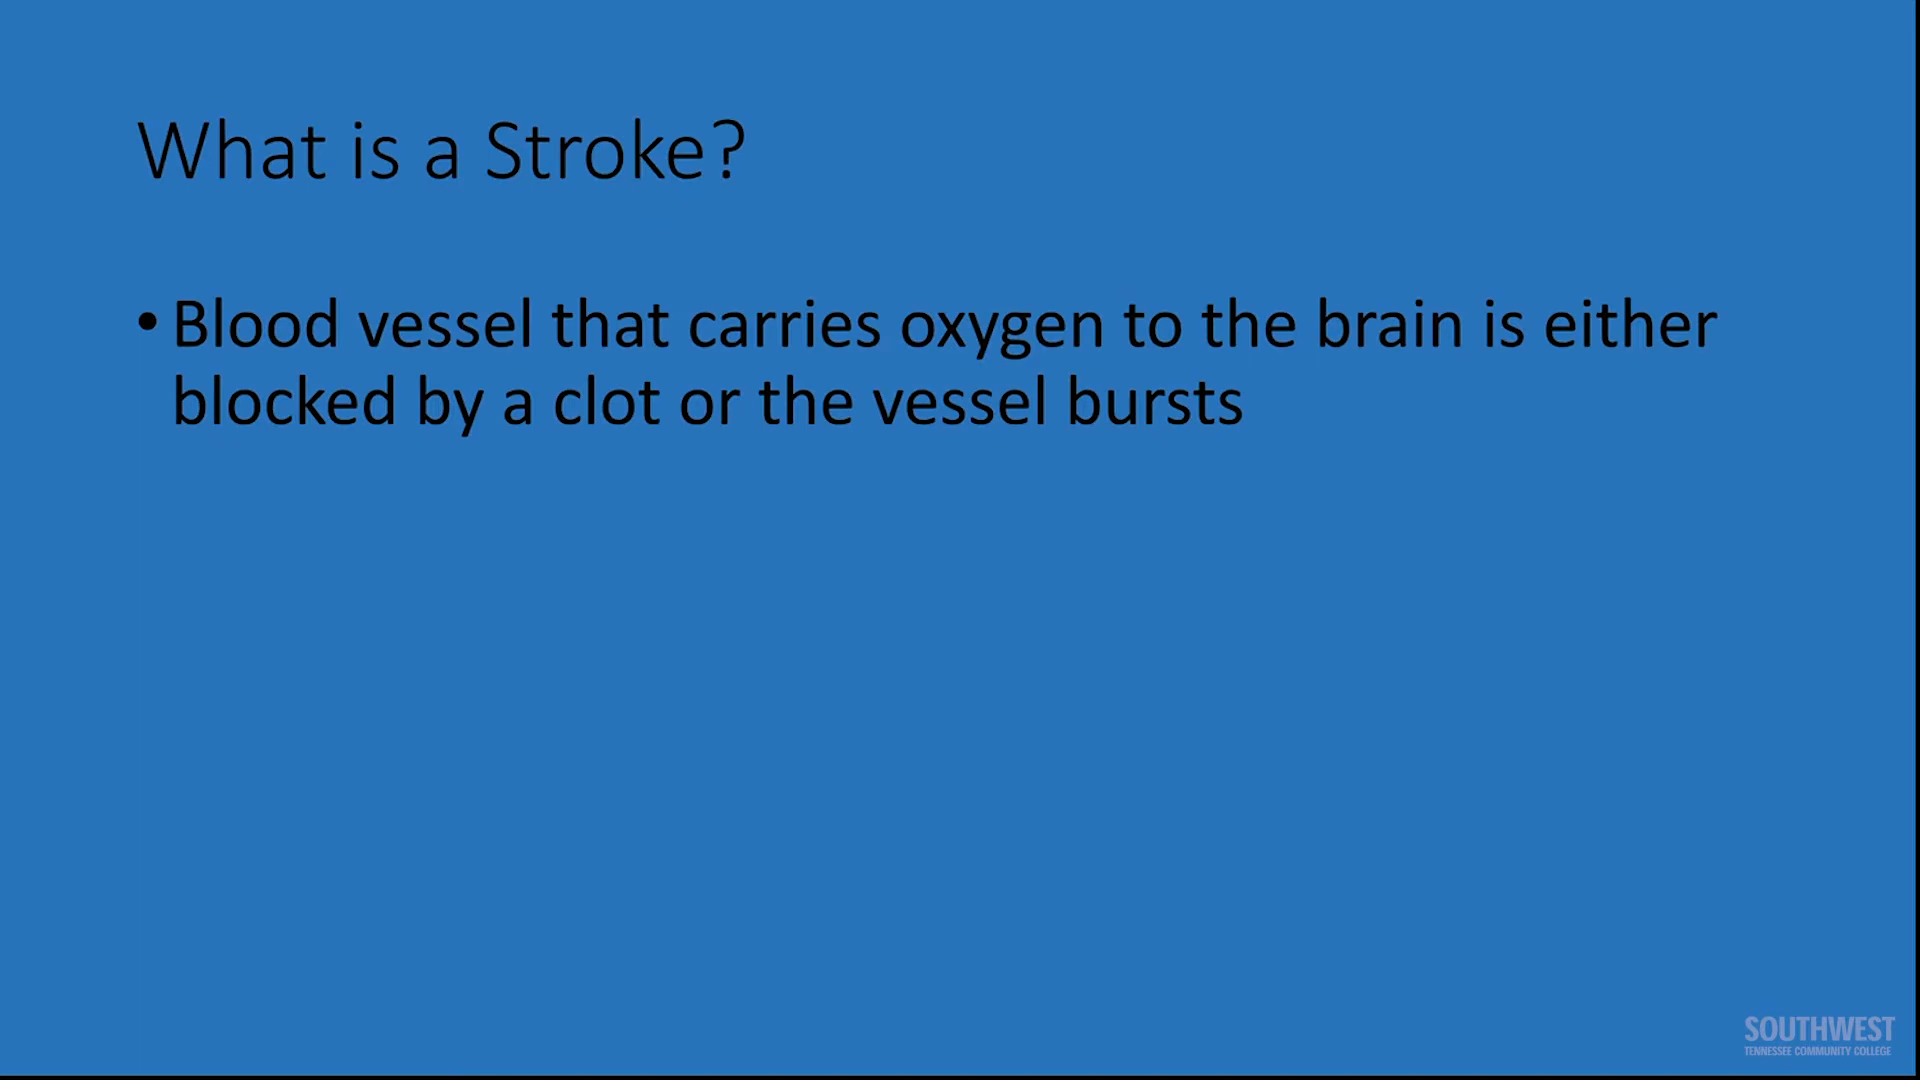 What is a Stroke?
• Blood vessel that carries oxygen to the brain is either
blocked by a clot or the vessel bursts
SOUTHWEST
TENNESSEE COMMUNITY COLLEGE